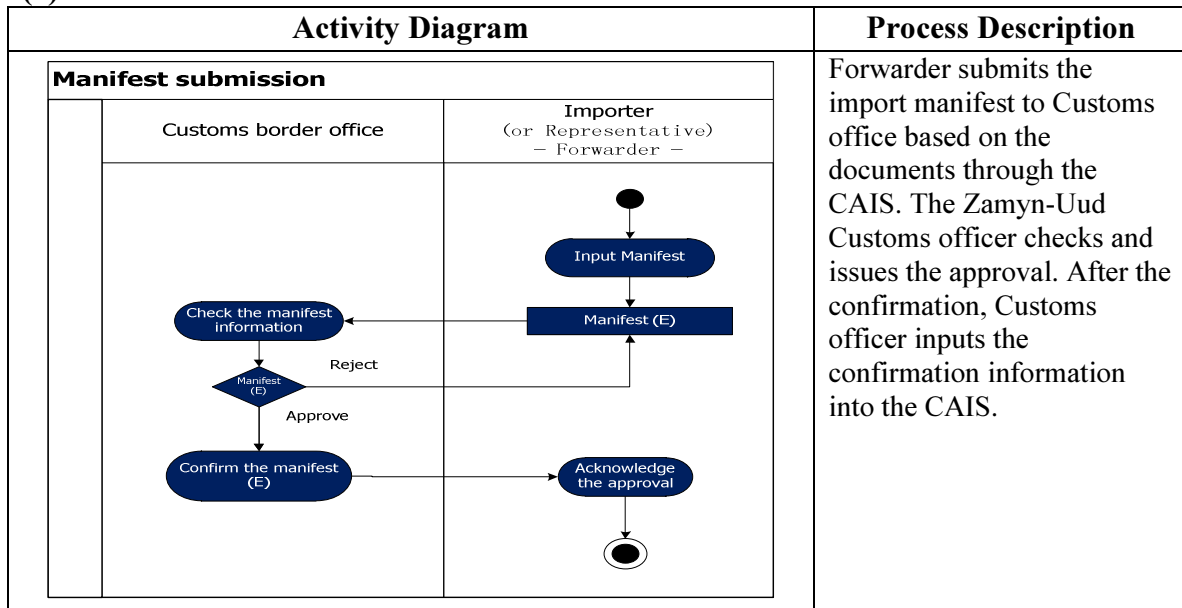 Activity Diagram
Process Description
Manifest submission
Customs border office
Importer
(or Representative)
— Forwarder —
Input Manifest
Manifest (E)
Check the manifest
information
Reject
Manifest
(E)
Approve
Confirm the manifest
(E)
Acknowledge
the approval
Forwarder submits the
import manifest to Customs
office based on the
documents through the
CAIS. The Zamyn-Uud
Customs officer checks and
issues the approval. After the
confirmation, Customs
officer inputs the
confirmation information
into the CAIS.